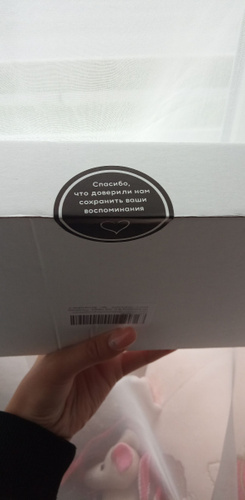 Спасибо,
что доверили нам
сохранить ваши
воспоминания